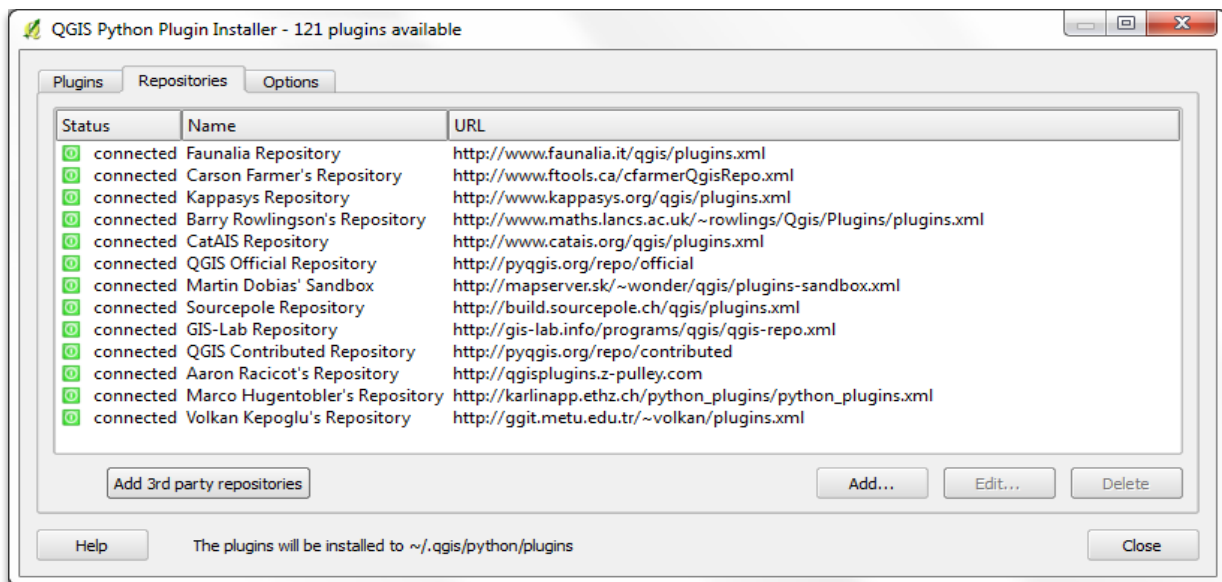 QGIS Python Plugin Installer - 121 plugins available
Plugins Repositories Options
Status Name URL
connected Faunalia Repository http://www.faunalia.it/qgis/plugins.xml
connected Carson Farmer's Repository http://www.ftools.ca/cfarmerQgisRepo.xml
connected Kappasys Repository http://www.kappasys.org/qgis/plugins.xml
connected Barry Rowlingson's Repository http://www.maths.lancs.ac.uk/~rowlings/Qgis/Plugins/plugins.xml
connected CatAIS Repository http://www.catais.org/qgis/plugins.xml
connected QGIS Official Repository http://pyqgis.org/repo/official
connected Martin Dobias' Sandbox http://mapserver.sk/~wonder/qgis/plugins-sandbox.xml
connected Sourcepole Repository http://build.sourcepole.ch/qgis/plugins.xml
connected GIS-Lab Repository http://gis-lab.info/programs/qgis/qgis-repo.xml
connected QGIS Contributed Repository http://pyqgis.org/repo/contributed
connected Aaron Racicot's Repository http://qgisplugins.z-pulley.com
connected Marco Hugentobler's Repository http://karlinapp.ethz.ch/python_plugins/python_plugins.xml
connected Volkan Kepoglu's Repository http://ggit.metu.edu.tr/~volkan/plugins.xml
Add 3rd party repositories Add... Edit... Delete
Help The plugins will be installed to ~/.qgis/python/plugins Close